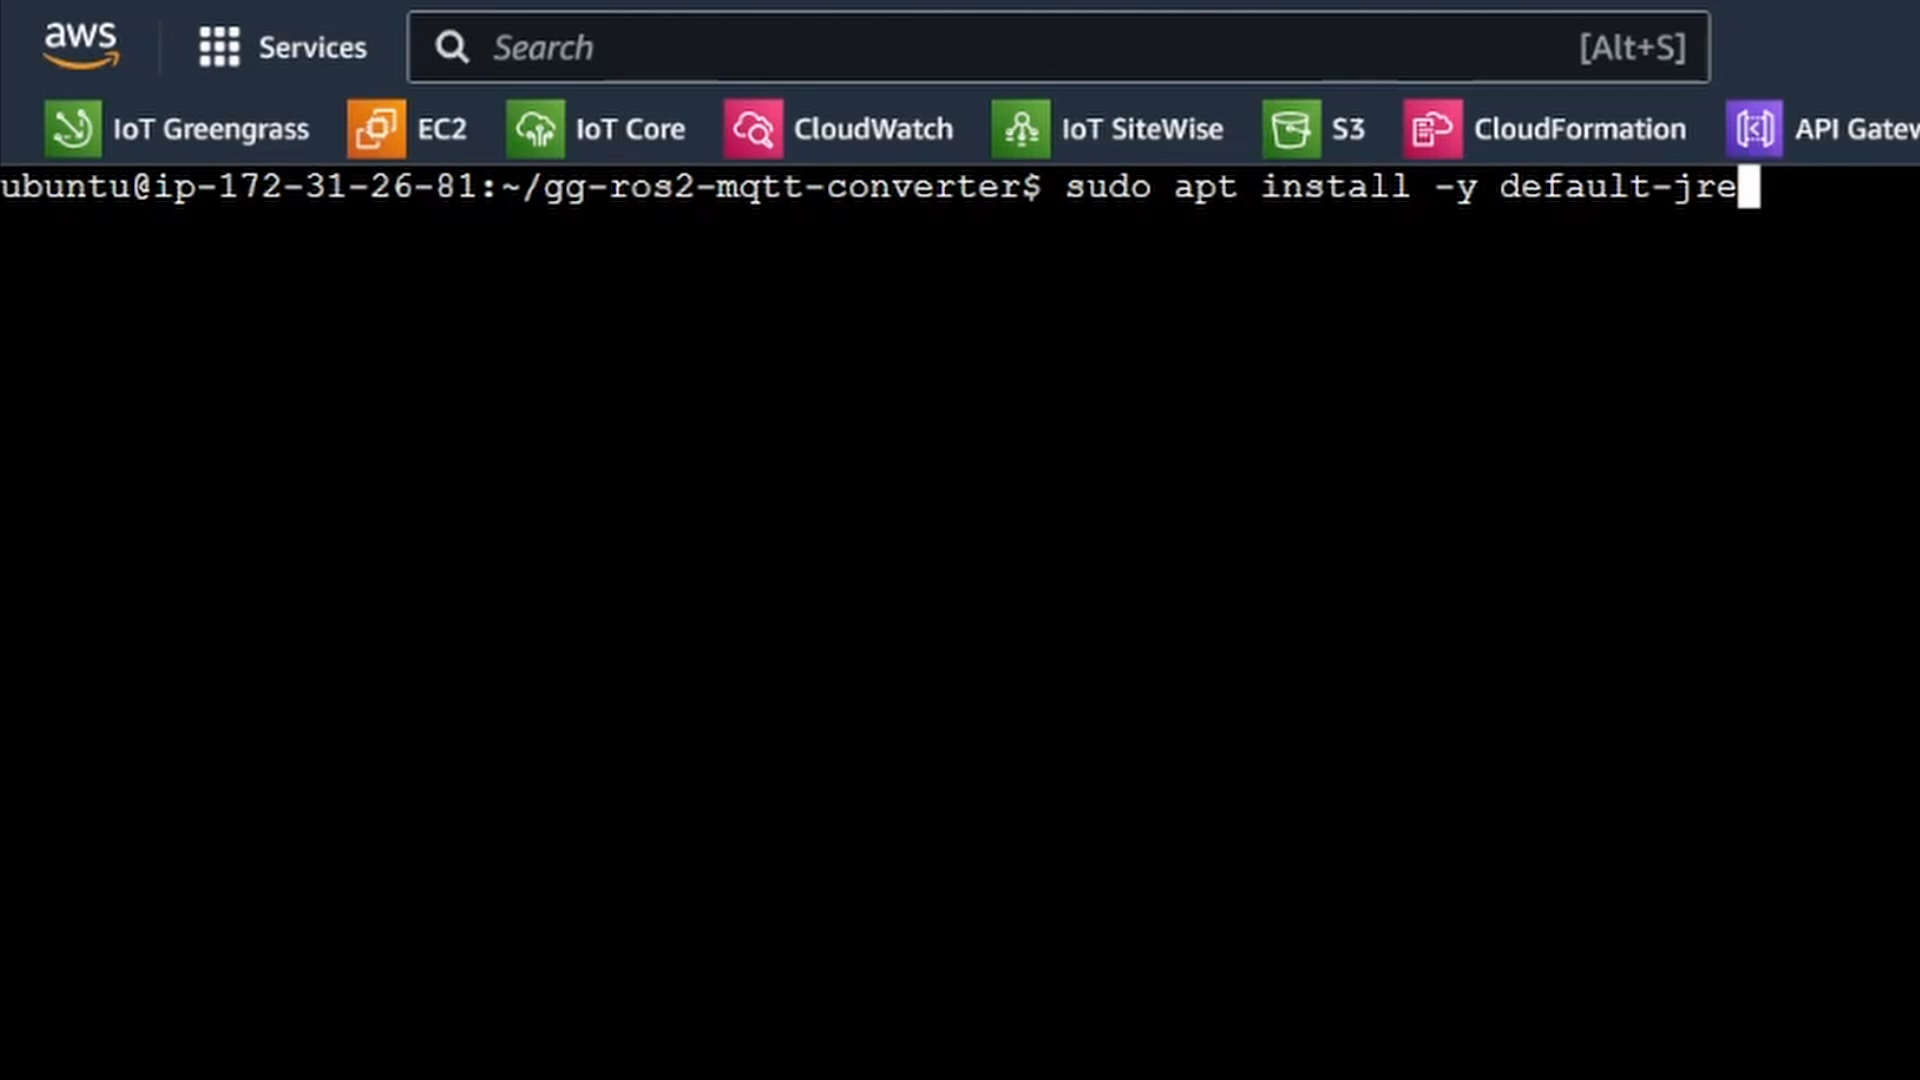 aws Services Search [Alt+S]
IoT Greengrass EC2 IoT Core CloudWatch IoT SiteWise S3 CloudFormation API Gatew
ubuntu@ip-172-31-26-81:~/gg-ros2-mqtt-converter$ sudo apt install -y default-jre